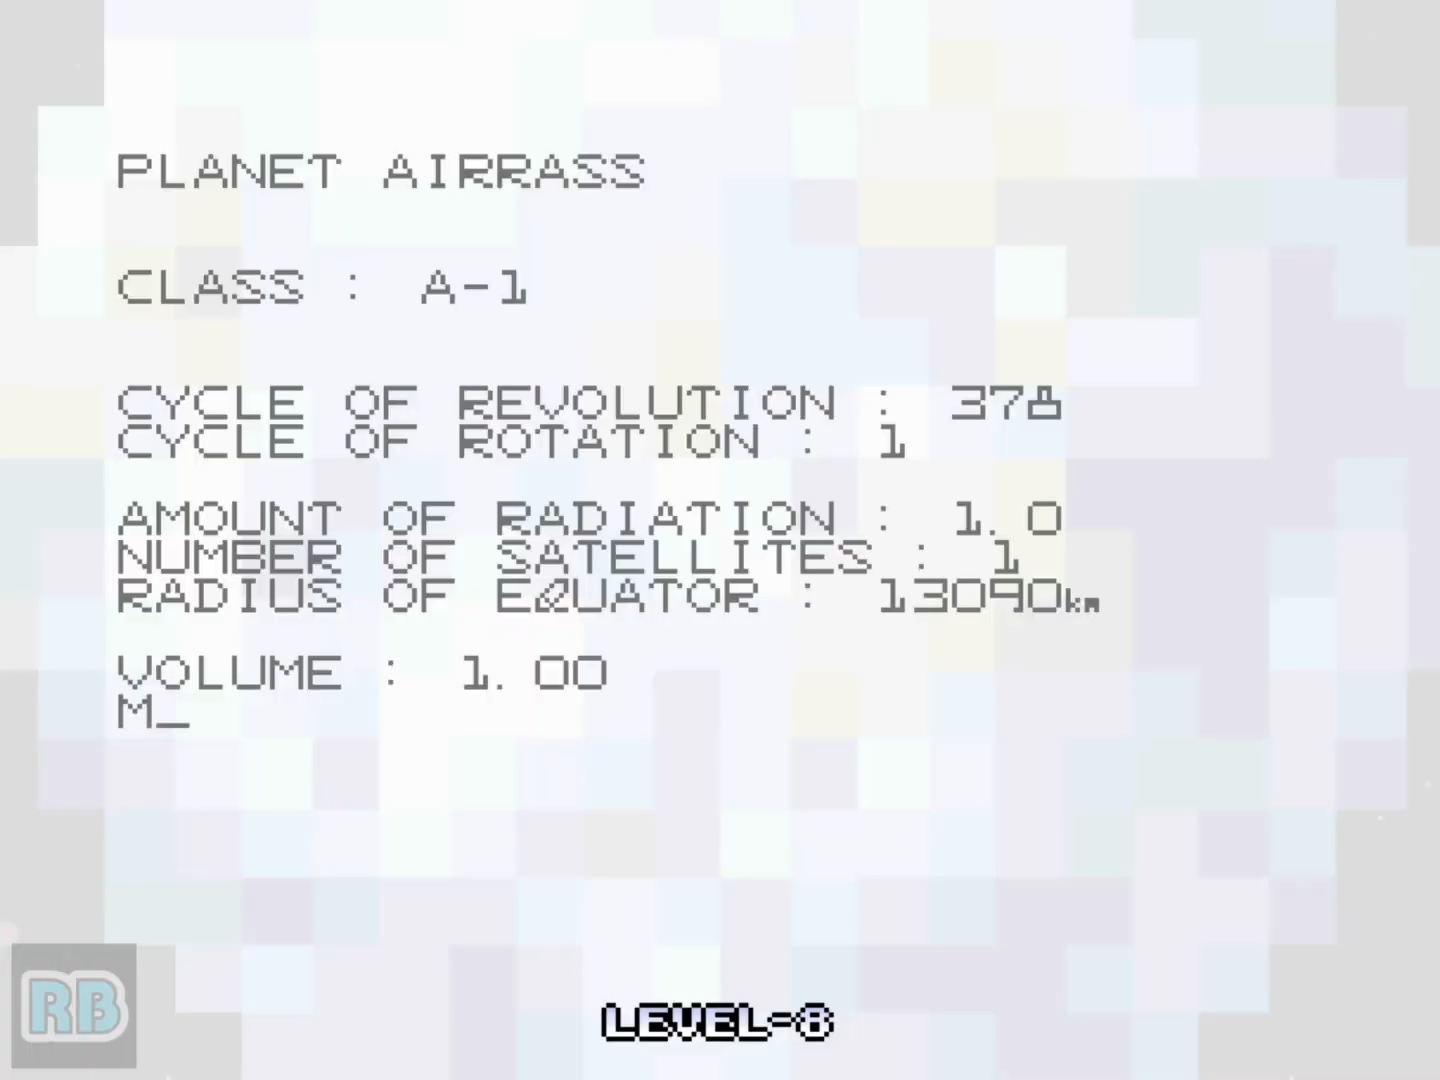 PLANET AIRRASS
CLASS : A-1
CYCLE OF REVOLUTION : 378
CYCLE OF ROTATION : 1
AMOUNT OF RADIATION : 1.0
NUMBER OF SATELLITES : 1
RADIUS OF EQUATOR : 13090km
VOLUME : 1.00
M_
RB
LEVEL-8